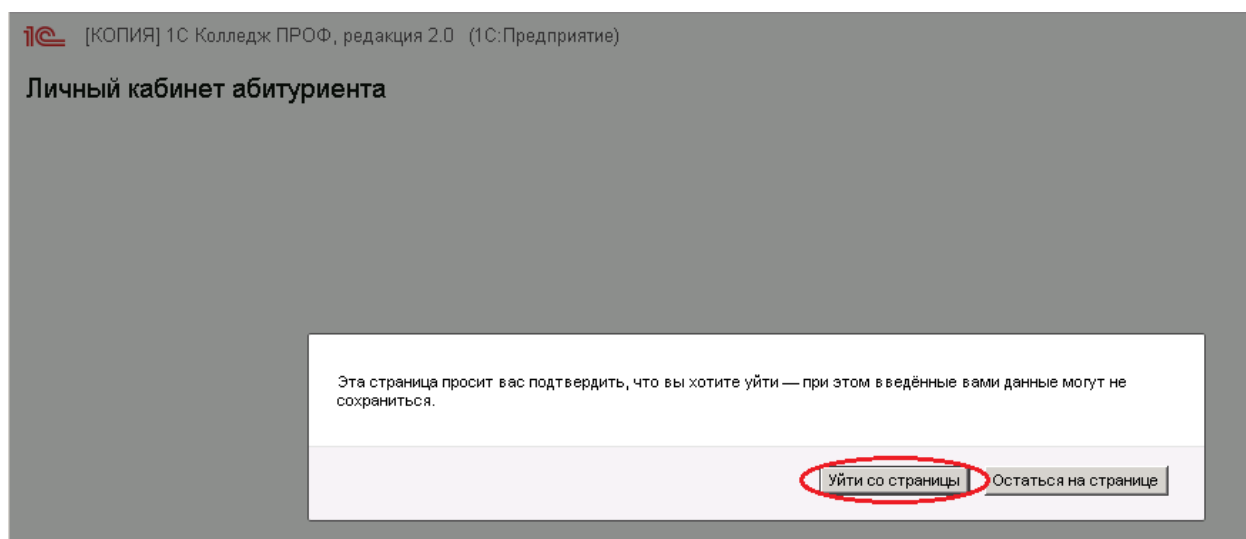 1С [КОПИЯ] 1С Колледж ПРОФ, редакция 2.0 (1С:Предприятие)
Личный кабинет абитуриента
Эта страница просит вас подтвердить, что вы хотите уйти — при этом введённые вами данные могут не
сохраниться.
Уйти со страницы Остаться на странице